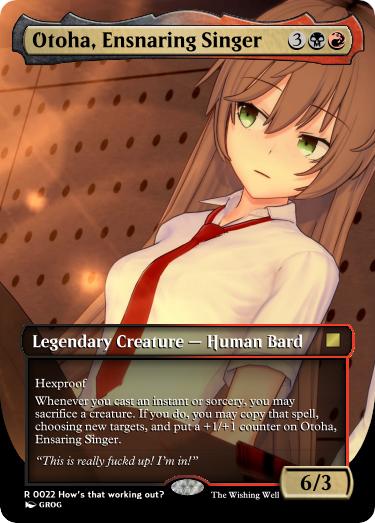 Otoha, Ensnaring Singer 3
Legendary Creature — Human Bard
Hexproof
Whenever you cast an instant or sorcery, you may
sacrifice a creature. If you do, you may copy that spell,
choosing new targets, and put a +1/+1 counter on Otoha,
Ensaring Singer.
“This is really fuckd up! I’m in!”
6/3
R 0022 How’s that working out? The Wishing Well
GROG